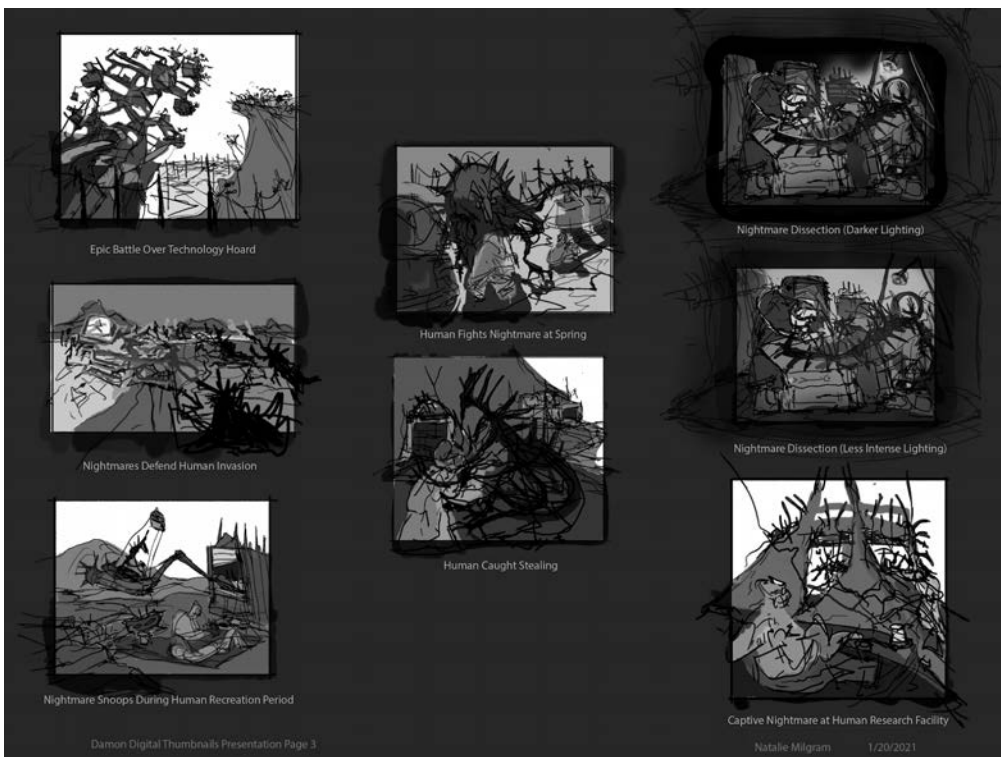 Epic Battle Over Technology Hoard
Nightmares Defend Human Invasion
Nightmare Snoops During Human Recreation Period
Human Fights Nightmare at Spring
Human Caught Stealing
Nightmare Dissection (Darker Lighting)
Nightmare Dissection (Less Intense Lighting)
Captive Nightmare at Human Research Facility
Damon Digital Thumbnails Presentation Page 3
Natalie Milgram 1/20/2021